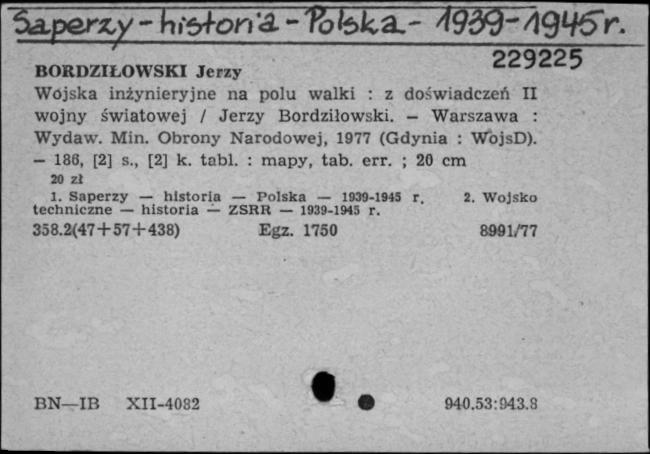 Saperzy - historia - Polska - 1939-1945 r.
229225
BORDZIŁOWSKI Jerzy
Wojska inżynieryjne na polu walki : z doświadczeń II
wojny światowej / Jerzy Bordziłowski. — Warszawa :
Wydaw. Min. Obrony Narodowej, 1977 (Gdynia : WojsD).
— 186, [2] s., [2] k. tabl. : mapy, tab. err. ; 20 cm
20 zł
1. Saperzy — historia — Polska — 1939-1945 r. 2. Wojsko
techniczne — historia — ZSRR — 1939-1945 r.
358.2(47+57+438) Egz. 1750 8991/77
BN—IB XII-4082 940.53:943.8